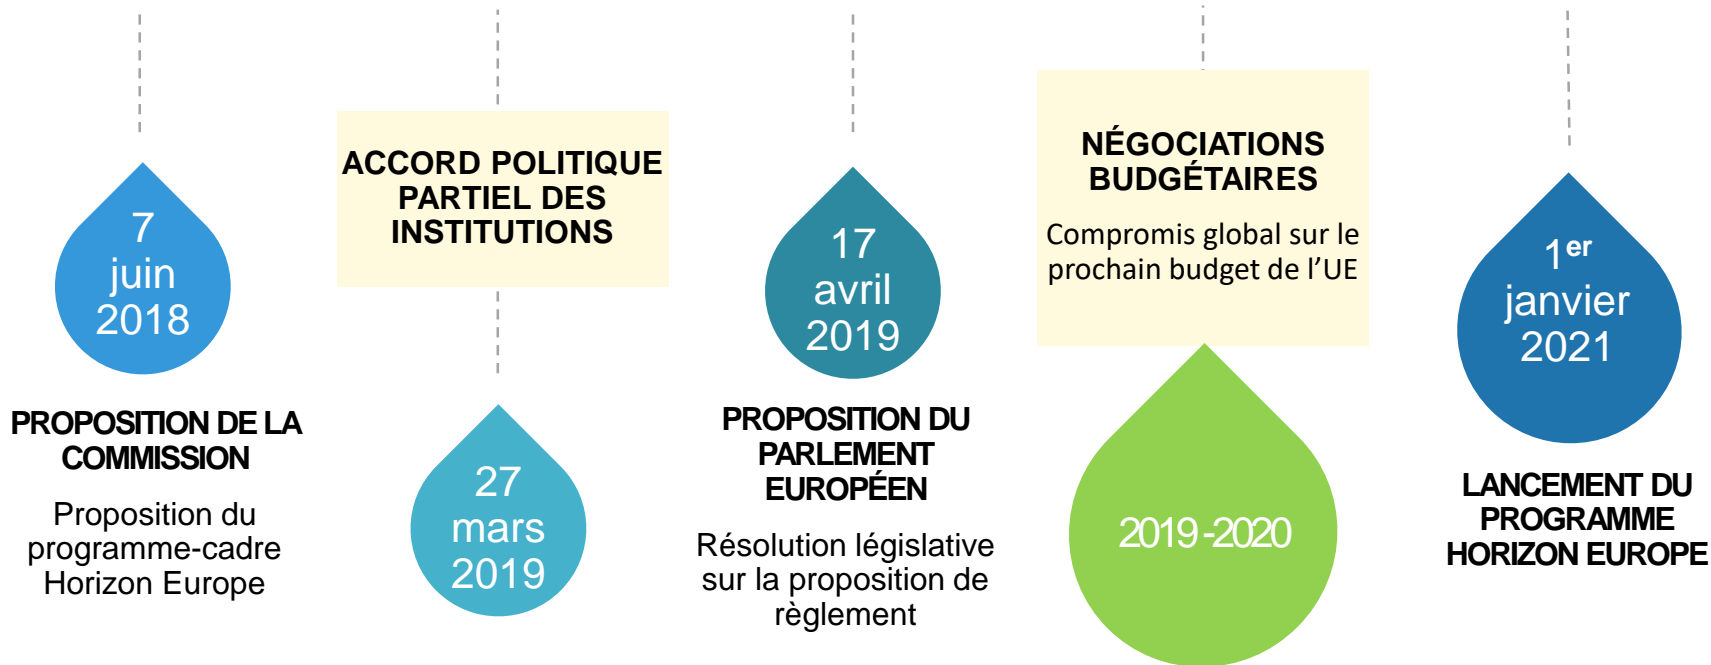 7
juin
2018
PROPOSITION DE LA
COMMISSION
Proposition du
programme-cadre
Horizon Europe
ACCORD POLITIQUE
PARTIEL DES
INSTITUTIONS
27
mars
2019
17
avril
2019
PROPOSITION DU
PARLEMENT
EUROPÉEN
Résolution législative
sur la proposition de
règlement
NÉGOCIATIONS
BUDGÉTAIRES
Compromis global sur le
prochain budget de l’UE
2019-2020
1er
janvier
2021
LANCEMENT DU
PROGRAMME
HORIZON EUROPE